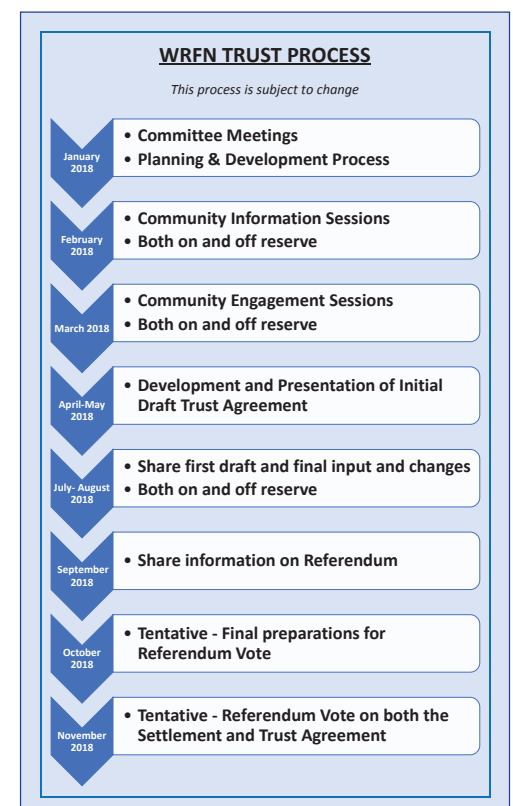 WRFN TRUST PROCESS
This process is subject to change
January
2018
• Committee Meetings
• Planning & Development Process
February
2018
• Community Information Sessions
• Both on and off reserve
March 2018
• Community Engagement Sessions
• Both on and off reserve
April-May
2018
• Development and Presentation of Initial
Draft Trust Agreement
July- August
2018
• Share first draft and final input and changes
• Both on and off reserve
September
2018
• Share information on Referendum
October
2018
• Tentative - Final preparations for
Referendum Vote
November
2018
• Tentative - Referendum Vote on both the
Settlement and Trust Agreement